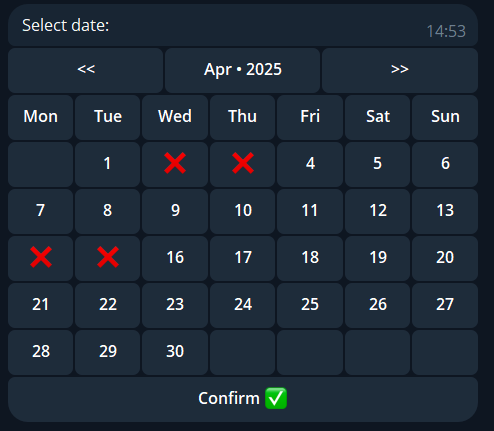 Select date:
14:53
<< Apr • 2025 >>
Mon Tue Wed Thu Fri Sat Sun
1 ❌ ❌ 4 5 6
7 8 9 10 11 12 13
❌ ❌ 16 17 18 19 20
21 22 23 24 25 26 27
28 29 30
Confirm ✅